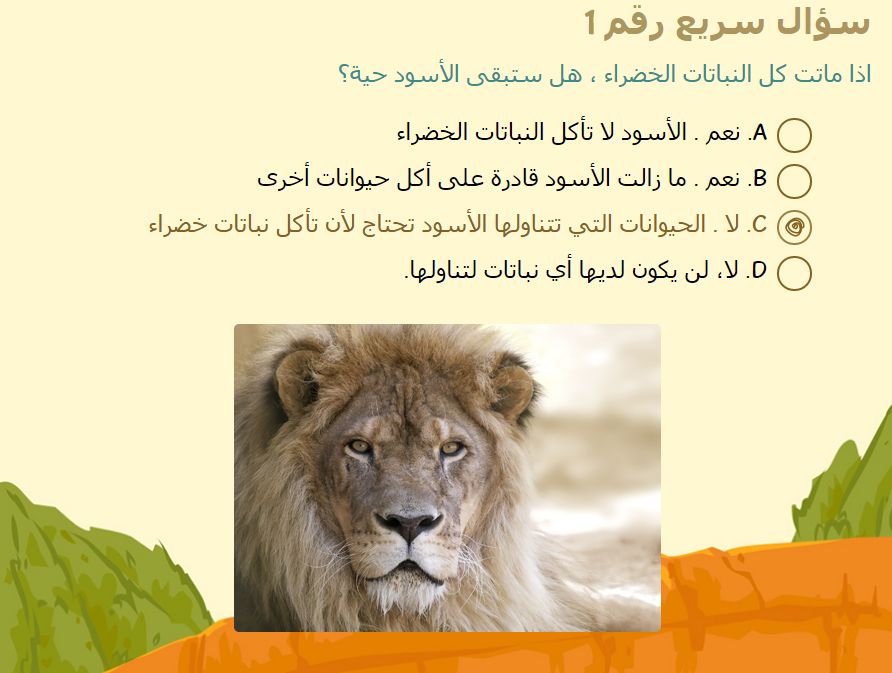 سؤال سريع رقم 1
اذا ماتت كل النباتات الخضراء ، هل ستبقى الأسود حية؟
A. نعم . الأسود لا تأكل النباتات الخضراء
B. نعم . ما زالت الأسود قادرة على أكل حيوانات أخرى
C. لا . الحيوانات التي تتناولها الأسود تحتاج لأن تأكل نباتات خضراء
D. لا، لن يكون لديها أي نباتات لتناولها.